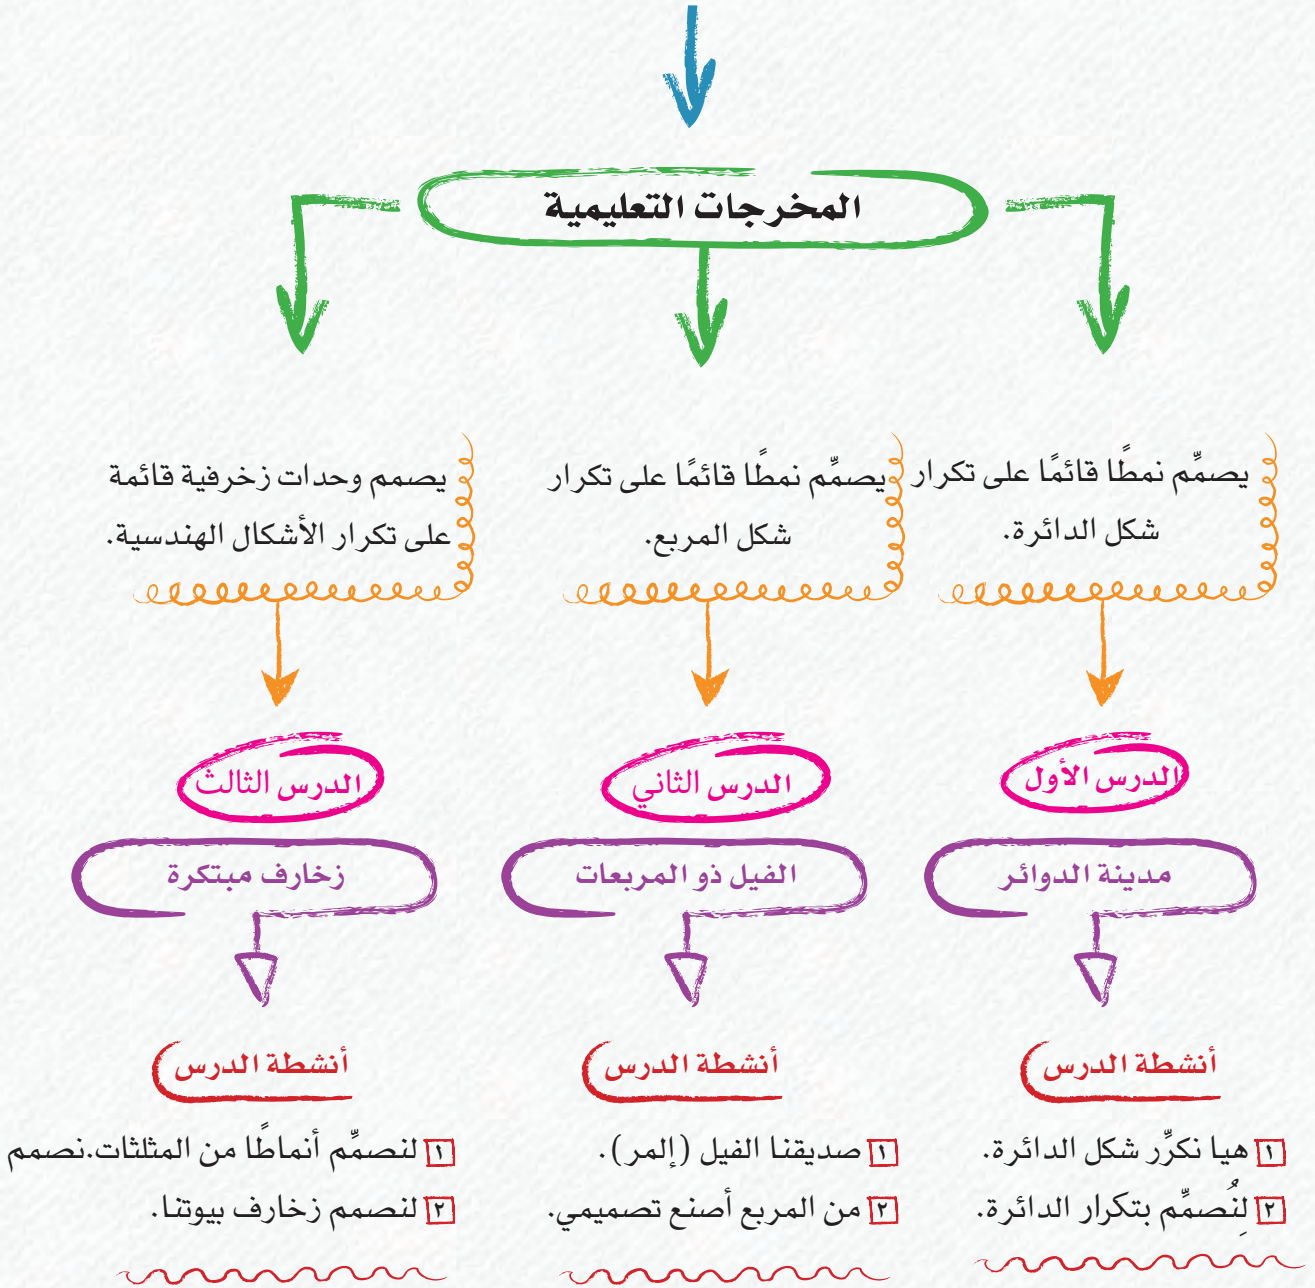 المخرجات التعليمية
يصمِّم نمطًا قائمًا على تكرار
شكل الدائرة.
يصمِّم نمطًا قائمًا على تكرار
شكل المربع.
يصمم وحدات زخرفية قائمة
على تكرار الأشكال الهندسية.
الدرس الأول
مدينة الدوائر
أنشطة الدرس
١ هيا نكرِّر شكل الدائرة.
٢ لِنُصمِّم بتكرار الدائرة.
الدرس الثاني
الفيل ذو المربعات
أنشطة الدرس
١ صديقنا الفيل (إلمر).
٢ من المربع أصنع تصميمي.
الدرس الثالث
زخارف مبتكرة
أنشطة الدرس
١ لنصمِّم أنماطًا من المثلثات.نصمم
٢ لنصمم زخارف بيوتنا.